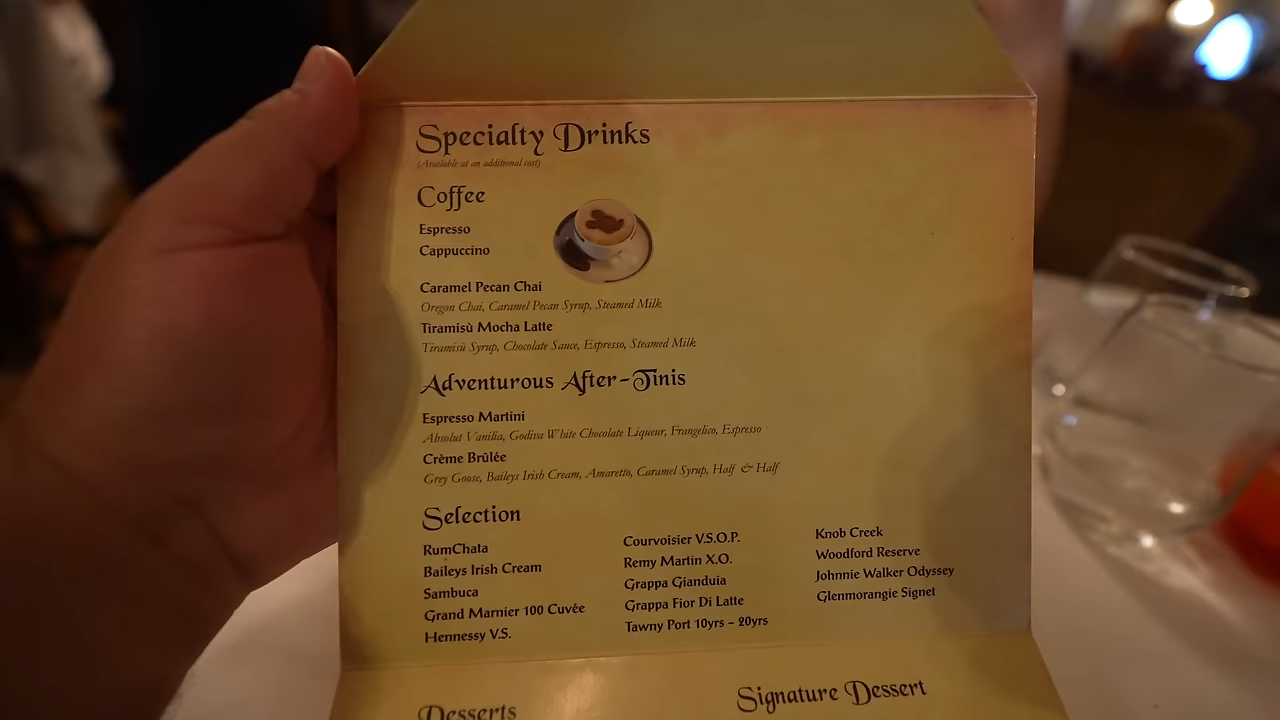 Specialty Drinks
(Available at an additional cost)
Coffee
Espresso
Cappuccino
Caramel Pecan Chai
Oregon Chai, Caramel Pecan Syrup, Steamed Milk
Tiramisù Mocha Latte
Tiramisù Syrup, Chocolate Sauce, Espresso, Steamed Milk
Adventurous After-Tinis
Espresso Martini
Absolut Vanilia, Godiva White Chocolate Liqueur, Frangelico, Espresso
Crème Brûlée
Grey Goose, Baileys Irish Cream, Amaretto, Caramel Syrup, Half & Half
Selection
RumChata
Baileys Irish Cream
Sambuca
Grand Marnier 100 Cuvée
Hennessy V.S.
Courvoisier V.S.O.P.
Remy Martin X.O.
Grappa Gianduia
Grappa Fior Di Latte
Tawny Port 10yrs – 20yrs
Knob Creek
Woodford Reserve
Johnnie Walker Odyssey
Glenmorangie Signet
Desserts
Signature Dessert